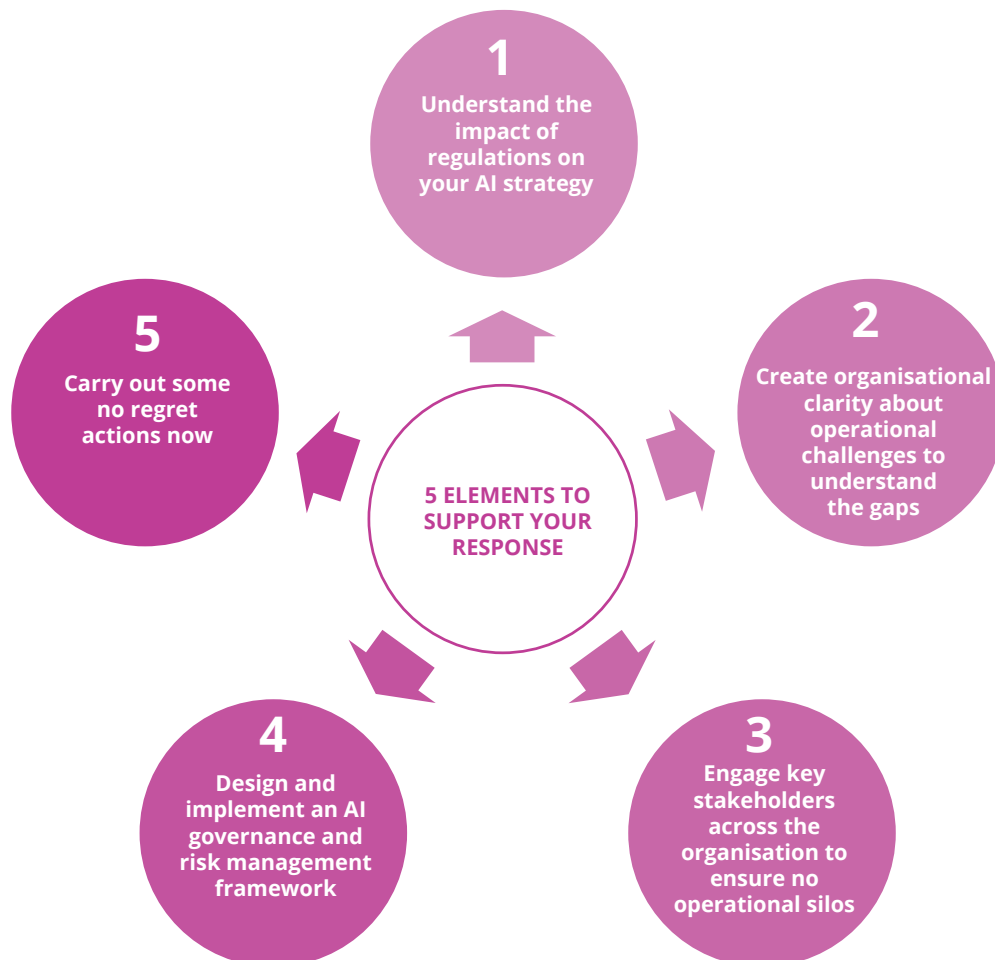 1
Understand the
impact of
regulations on
your AI strategy
2
Create organisational
clarity about
operational
challenges to
understand
the gaps
3
Engage key
stakeholders
across the
organisation to
ensure no
operational silos
4
Design and
implement an AI
governance and
risk management
framework
5
Carry out some
no regret
actions now
5 ELEMENTS TO
SUPPORT YOUR
RESPONSE